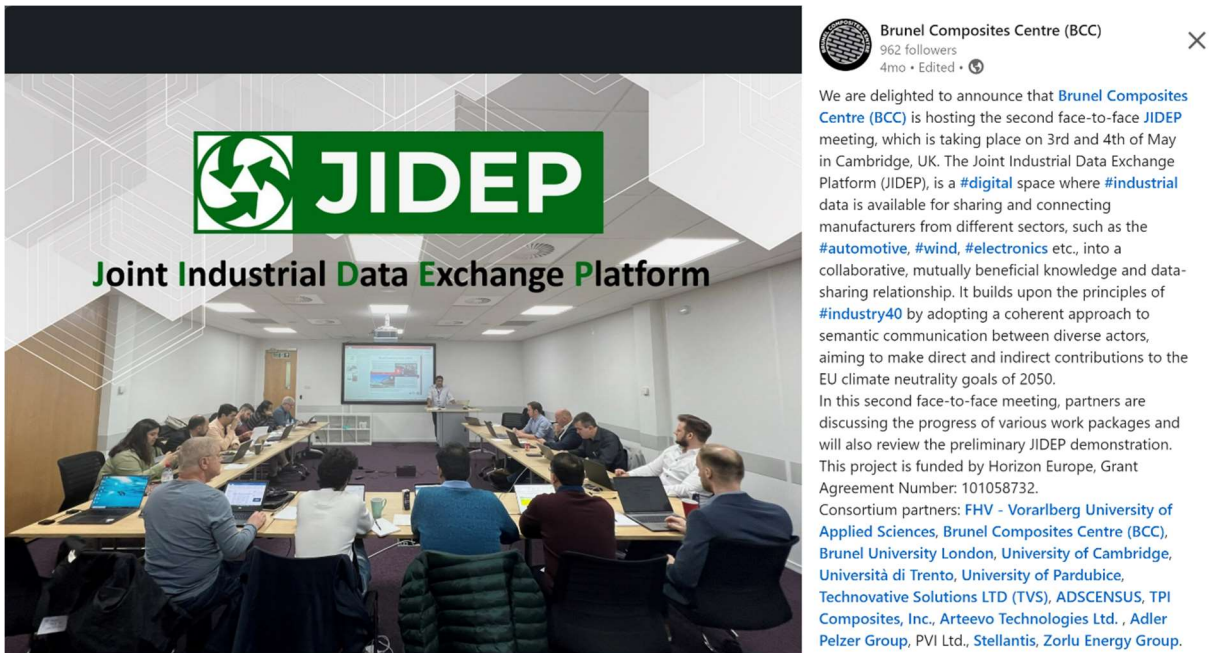 JIDEP
Joint Industrial Data Exchange Platform
Brunel Composites Centre (BCC)
962 followers
4mo • Edited •
We are delighted to announce that Brunel Composites
Centre (BCC) is hosting the second face-to-face JIDEP
meeting, which is taking place on 3rd and 4th of May
in Cambridge, UK. The Joint Industrial Data Exchange
Platform (JIDEP), is a #digital space where #industrial
data is available for sharing and connecting
manufacturers from different sectors, such as the
#automotive, #wind, #electronics etc., into a
collaborative, mutually beneficial knowledge and data-
sharing relationship. It builds upon the principles of
#industry40 by adopting a coherent approach to
semantic communication between diverse actors,
aiming to make direct and indirect contributions to the
EU climate neutrality goals of 2050.
In this second face-to-face meeting, partners are
discussing the progress of various work packages and
will also review the preliminary JIDEP demonstration.
This project is funded by Horizon Europe, Grant
Agreement Number: 101058732.
Consortium partners: FHV - Vorarlberg University of
Applied Sciences, Brunel Composites Centre (BCC),
Brunel University London, University of Cambridge,
Università di Trento, University of Pardubice,
Technovative Solutions LTD (TVS), ADSCENSUS, TPI
Composites, Inc., Arteevo Technologies Ltd. , Adler
Pelzer Group, PVI Ltd., Stellantis, Zorlu Energy Group.